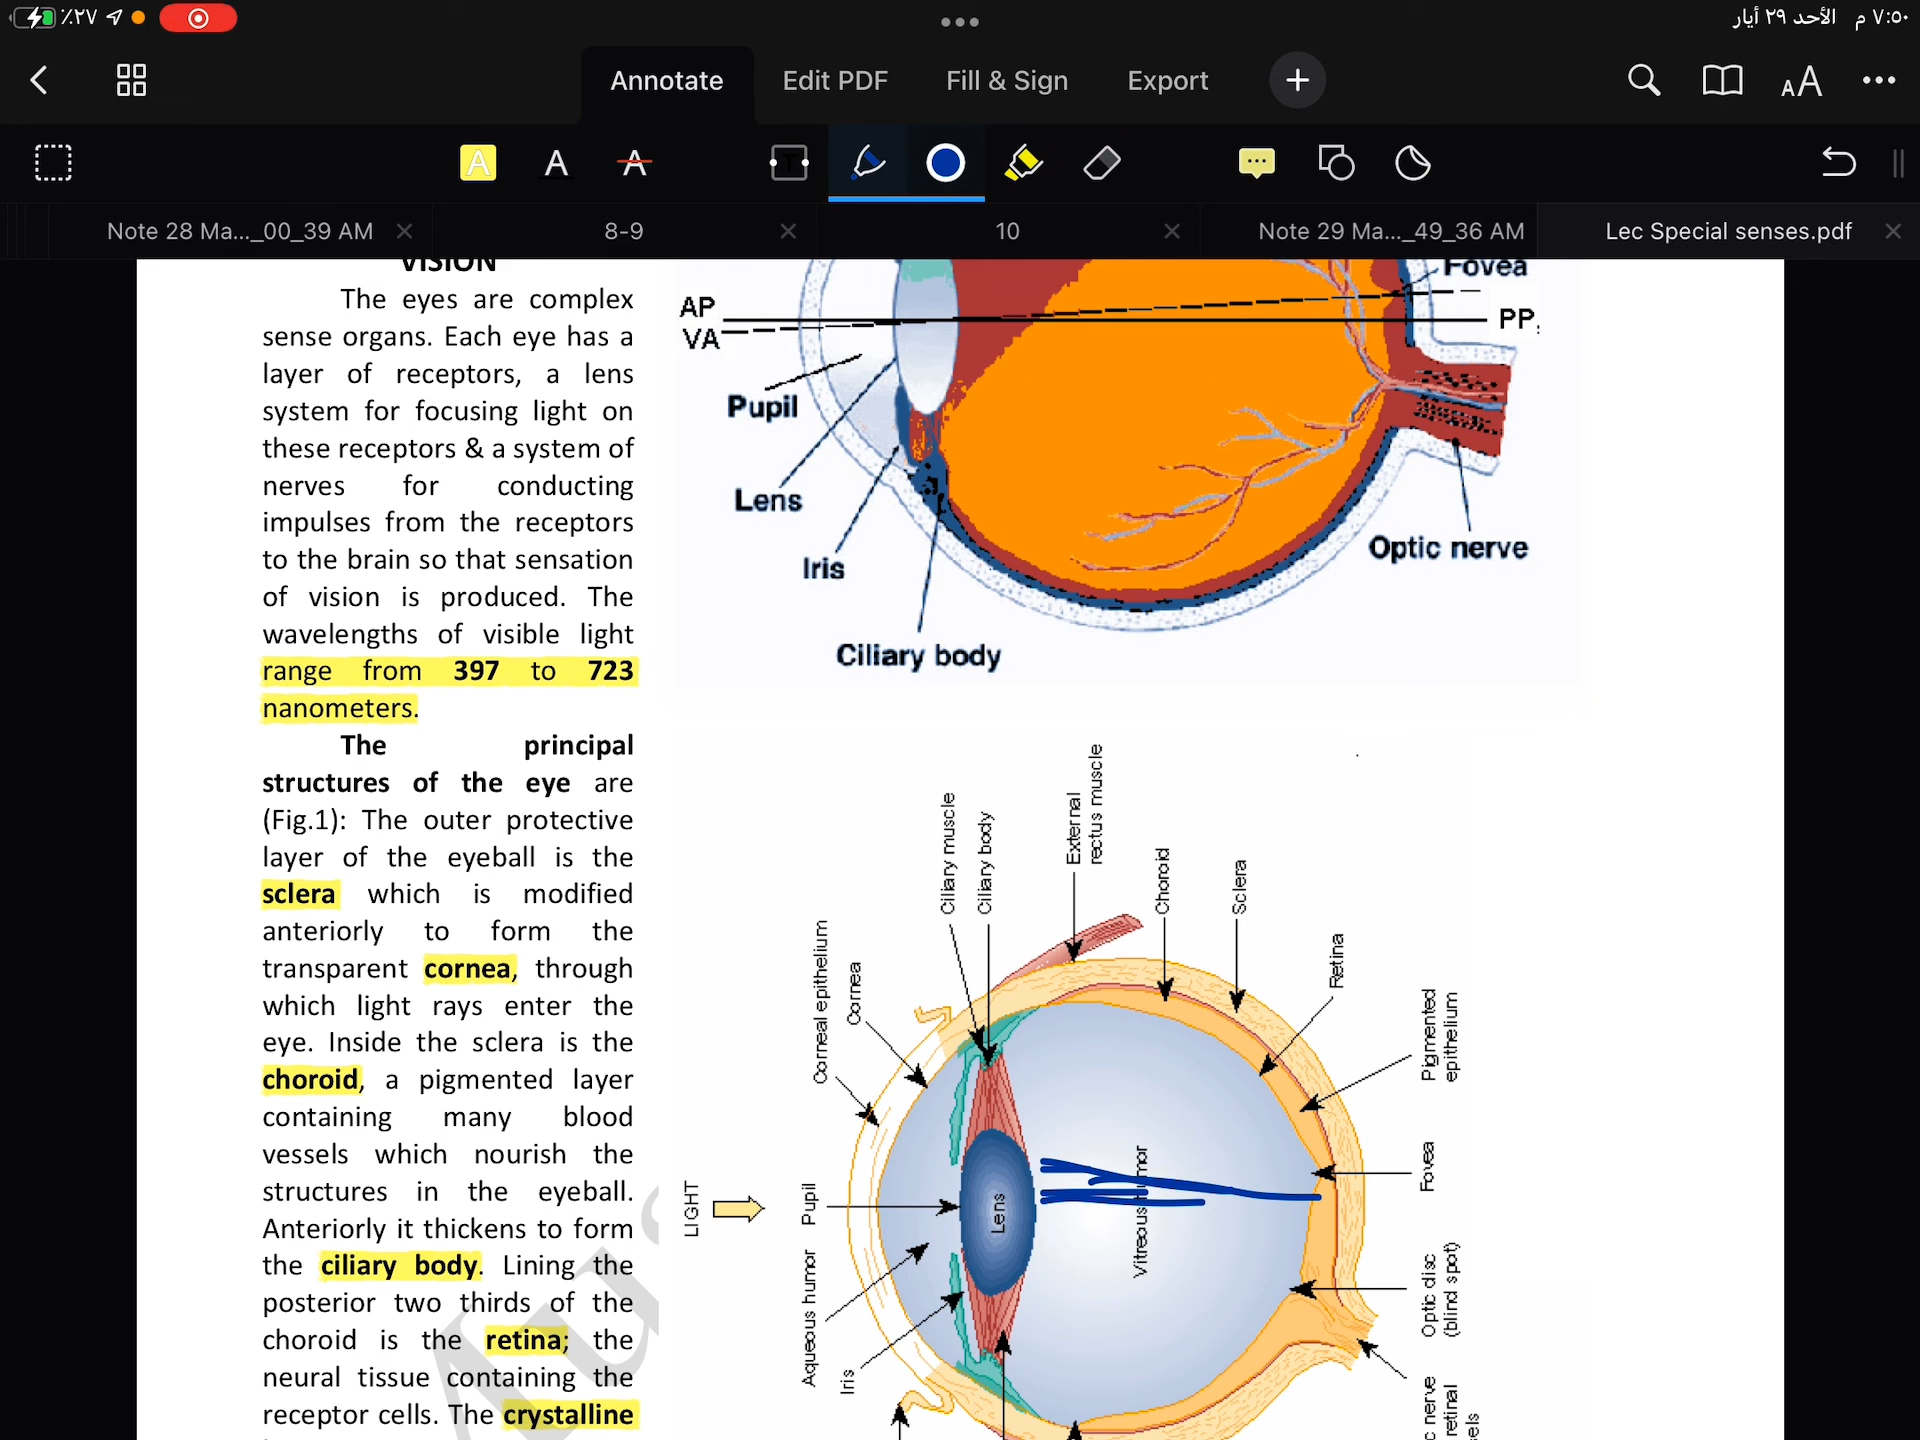 ٪٢٧
٧:٥٠ م الأحد ٢٩ أيار
Annotate
Edit PDF
Fill & Sign
Export
AA
A
A
A
T
Note 28 Ma..._00_39 AM
8-9
10
Note 29 Ma..._49_36 AM
Lec Special senses.pdf
VISION
The eyes are complex
sense organs. Each eye has a
layer of receptors, a lens
system for focusing light on
these receptors & a system of
nerves for conducting
impulses from the receptors
to the brain so that sensation
of vision is produced. The
wavelengths of visible light
range from 397 to 723
nanometers.
The principal
structures of the eye are
(Fig.1): The outer protective
layer of the eyeball is the
sclera which is modified
anteriorly to form the
transparent cornea, through
which light rays enter the
eye. Inside the sclera is the
choroid, a pigmented layer
containing many blood
vessels which nourish the
structures in the eyeball.
Anteriorly it thickens to form
the ciliary body. Lining the
posterior two thirds of the
choroid is the retina; the
neural tissue containing the
receptor cells. The crystalline
Fovea
AP
VA
PP
Pupil
Lens
Iris
Ciliary body
Optic nerve
Ciliary muscle
Ciliary body
External
rectus muscle
Choroid
Sclera
Retina
Pigmented
epithelium
Corneal epithelium
Cornea
Fovea
LIGHT
Pupil
Lens
Vitreous humor
Aqueous humor
Iris
Optic disc
(blind spot)
nerve
retinal